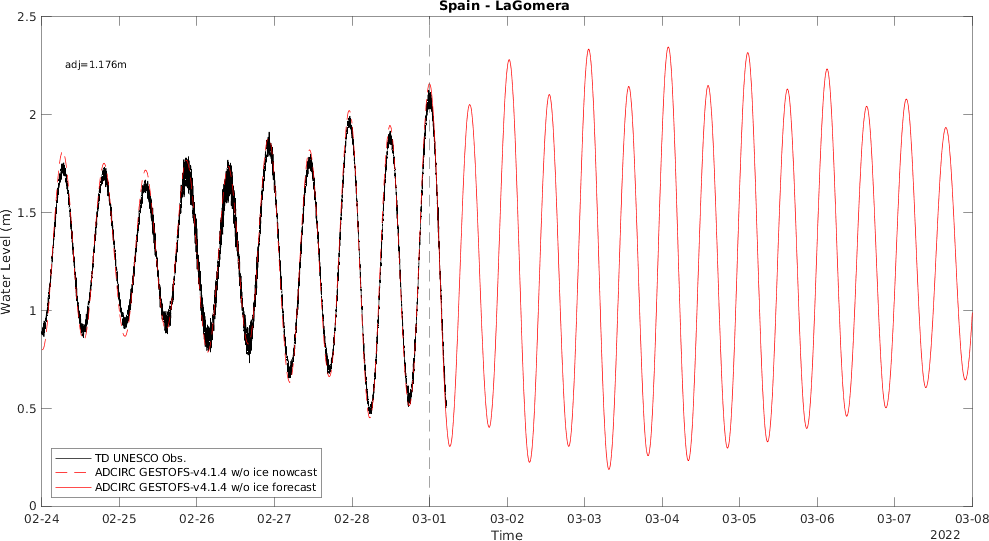 Spain - LaGomera
2.5
adj=1.176m
2
1.5
Water Level (m)
1
0.5
TD UNESCO Obs.
ADCIRC GESTOFS-v4.1.4 w/o ice nowcast
ADCIRC GESTOFS-v4.1.4 w/o ice forecast
0
02-24 02-25 02-26 02-27 02-28 03-01 03-02 03-03 03-04 03-05 03-06 03-07 03-08
Time
2022